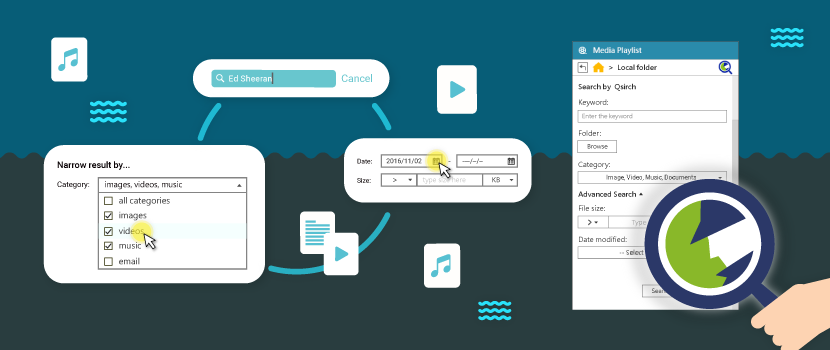 Ed Sheeran
Cancel
Narrow result by...
Category:
images, videos, music
all categories
images
videos
music
email
Date:
2016/11/02
-
---/--/--
Size:
>
type size here
KB
Media Playlist
> Local folder
Search by Qsirch
Keyword:
Enter the keyword
Folder:
Browse
Category:
Image, Video, Music, Documents
Advanced Search
File size:
>
Type
Date modified:
-- Select